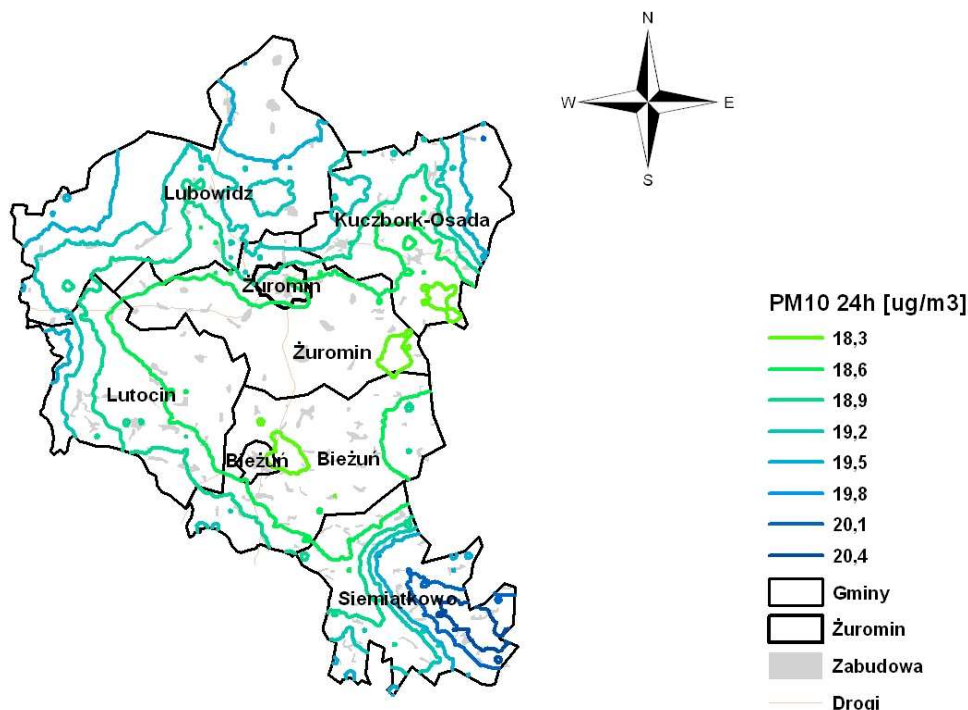 N
W
E
S
Lubowidz
Kuczbork-Osada
Żuromin
Żuromin
Lutocin
Bieżuń
Bieżuń
Siemiatkowo
PM10 24h [ug/m3]
18,3
18,6
18,9
19,2
19,5
19,8
20,1
20,4
Gminy
Żuromin
Zabudowa
Drogi